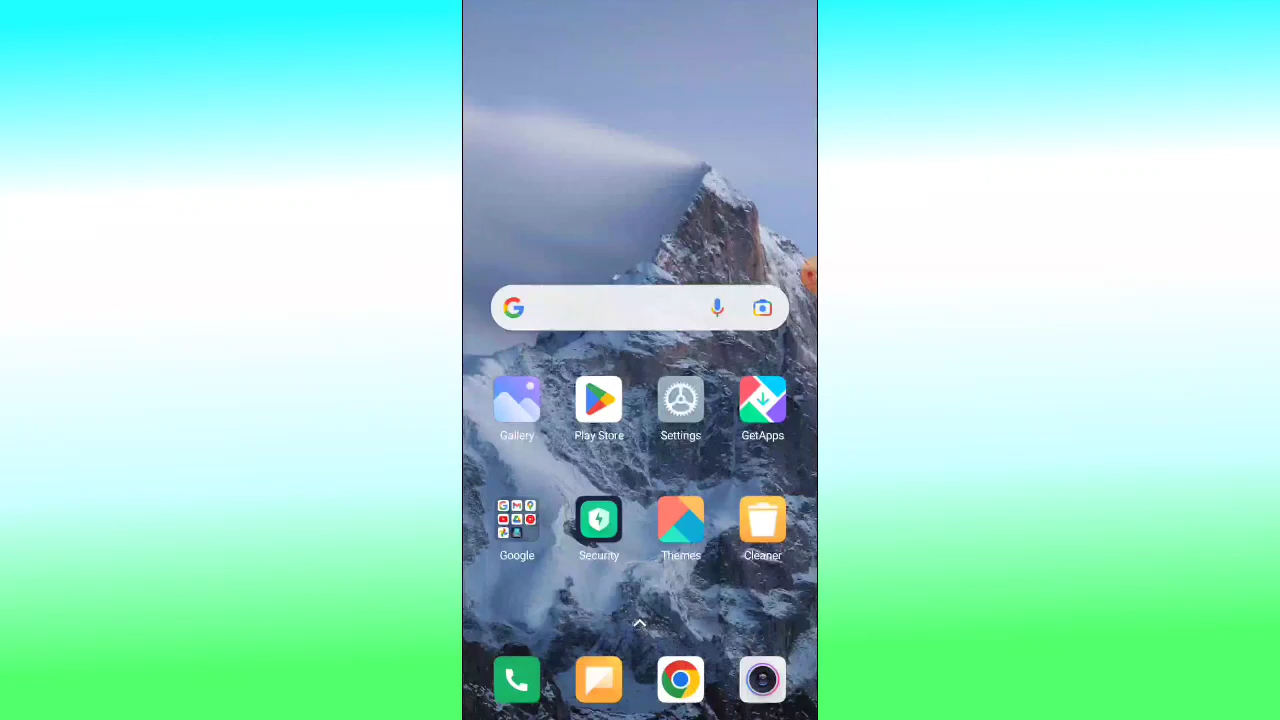 Gallery
Play Store
Settings
GetApps
Google
Security
Themes
Cleaner